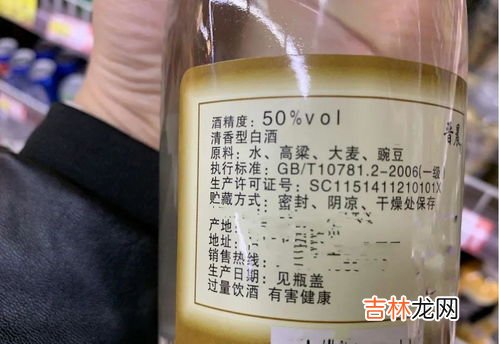 酒精度：50%vol
清香型白酒
原料：水、高粱、大麦、豌豆
执行标准：GB/T10781.2-2006(一级
生产许可证号：SC1151411210101X
贮藏方式：密封、阴凉、干燥处保存
产地：
地址：
销售热线：
生产日期：见瓶盖
过量饮酒 有害健康
晋晨
吉林龙网